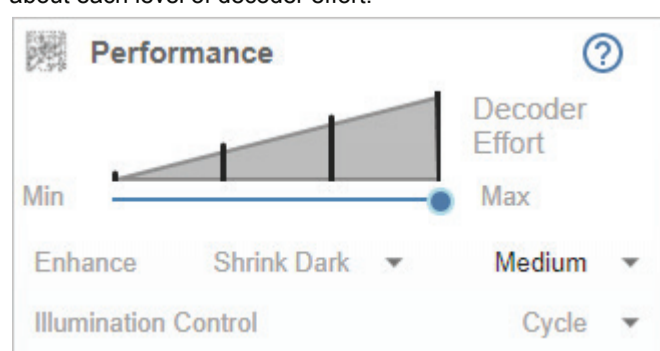 about each level of decoder effort.
Performance ?
Decoder
Effort
Min Max
Enhance Shrink Dark Medium
Illumination Control Cycle